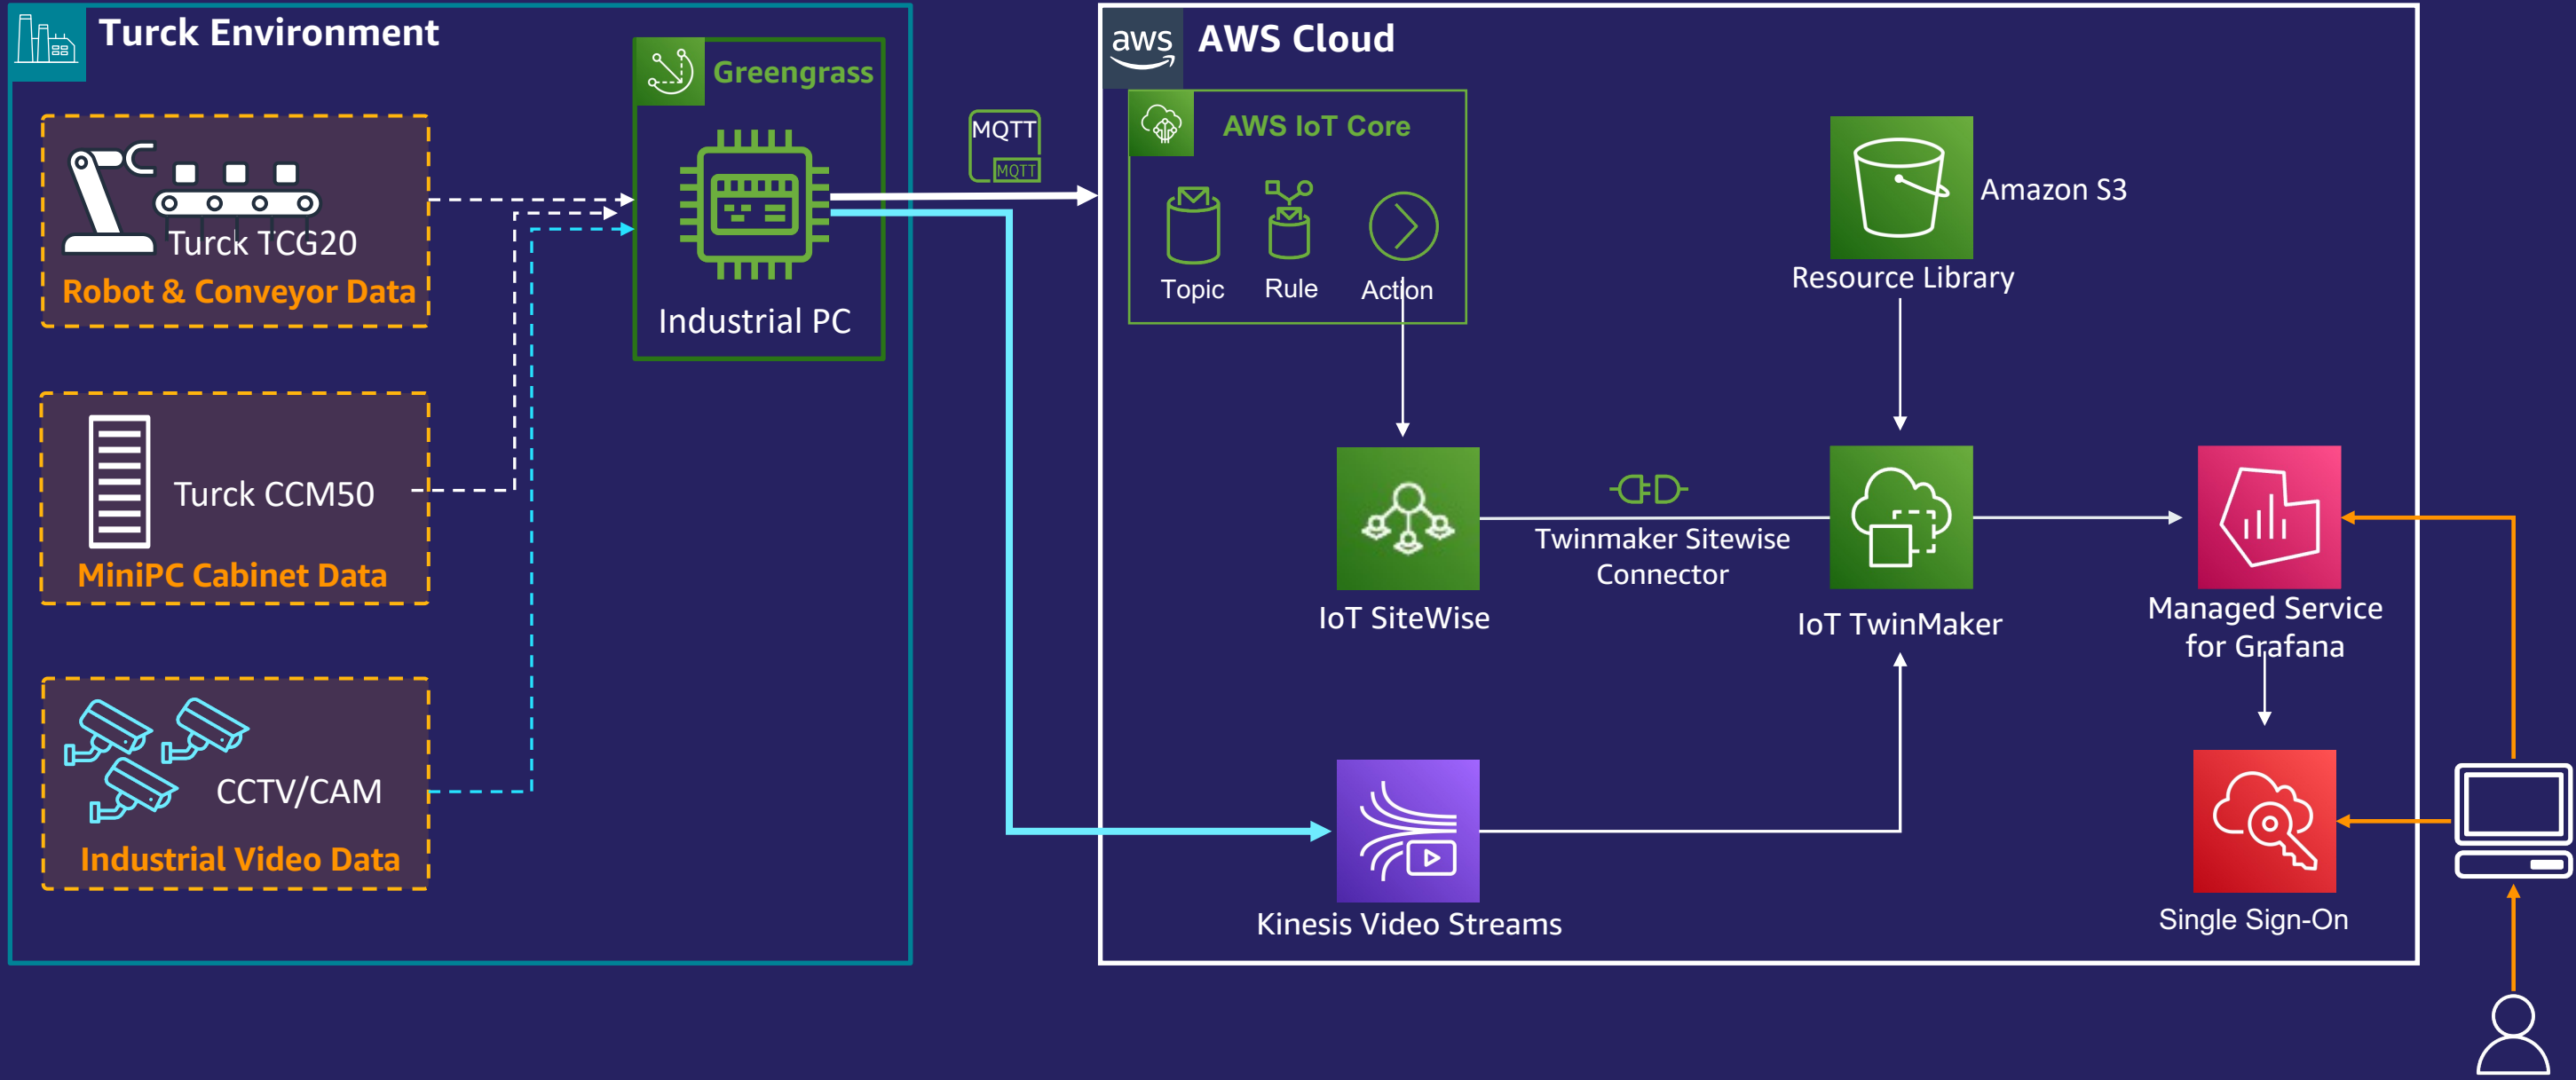 Turck Environment
Greengrass
Industrial PC
Turck TCG20
Robot & Conveyor Data
Turck CCM50
MiniPC Cabinet Data
CCTV/CAM
Industrial Video Data
MQTT
MQTT
aws
AWS Cloud
AWS IoT Core
Topic
Rule
Action
Amazon S3
Resource Library
IoT SiteWise
Twinmaker Sitewise
Connector
IoT TwinMaker
Managed Service
for Grafana
Kinesis Video Streams
Single Sign-On